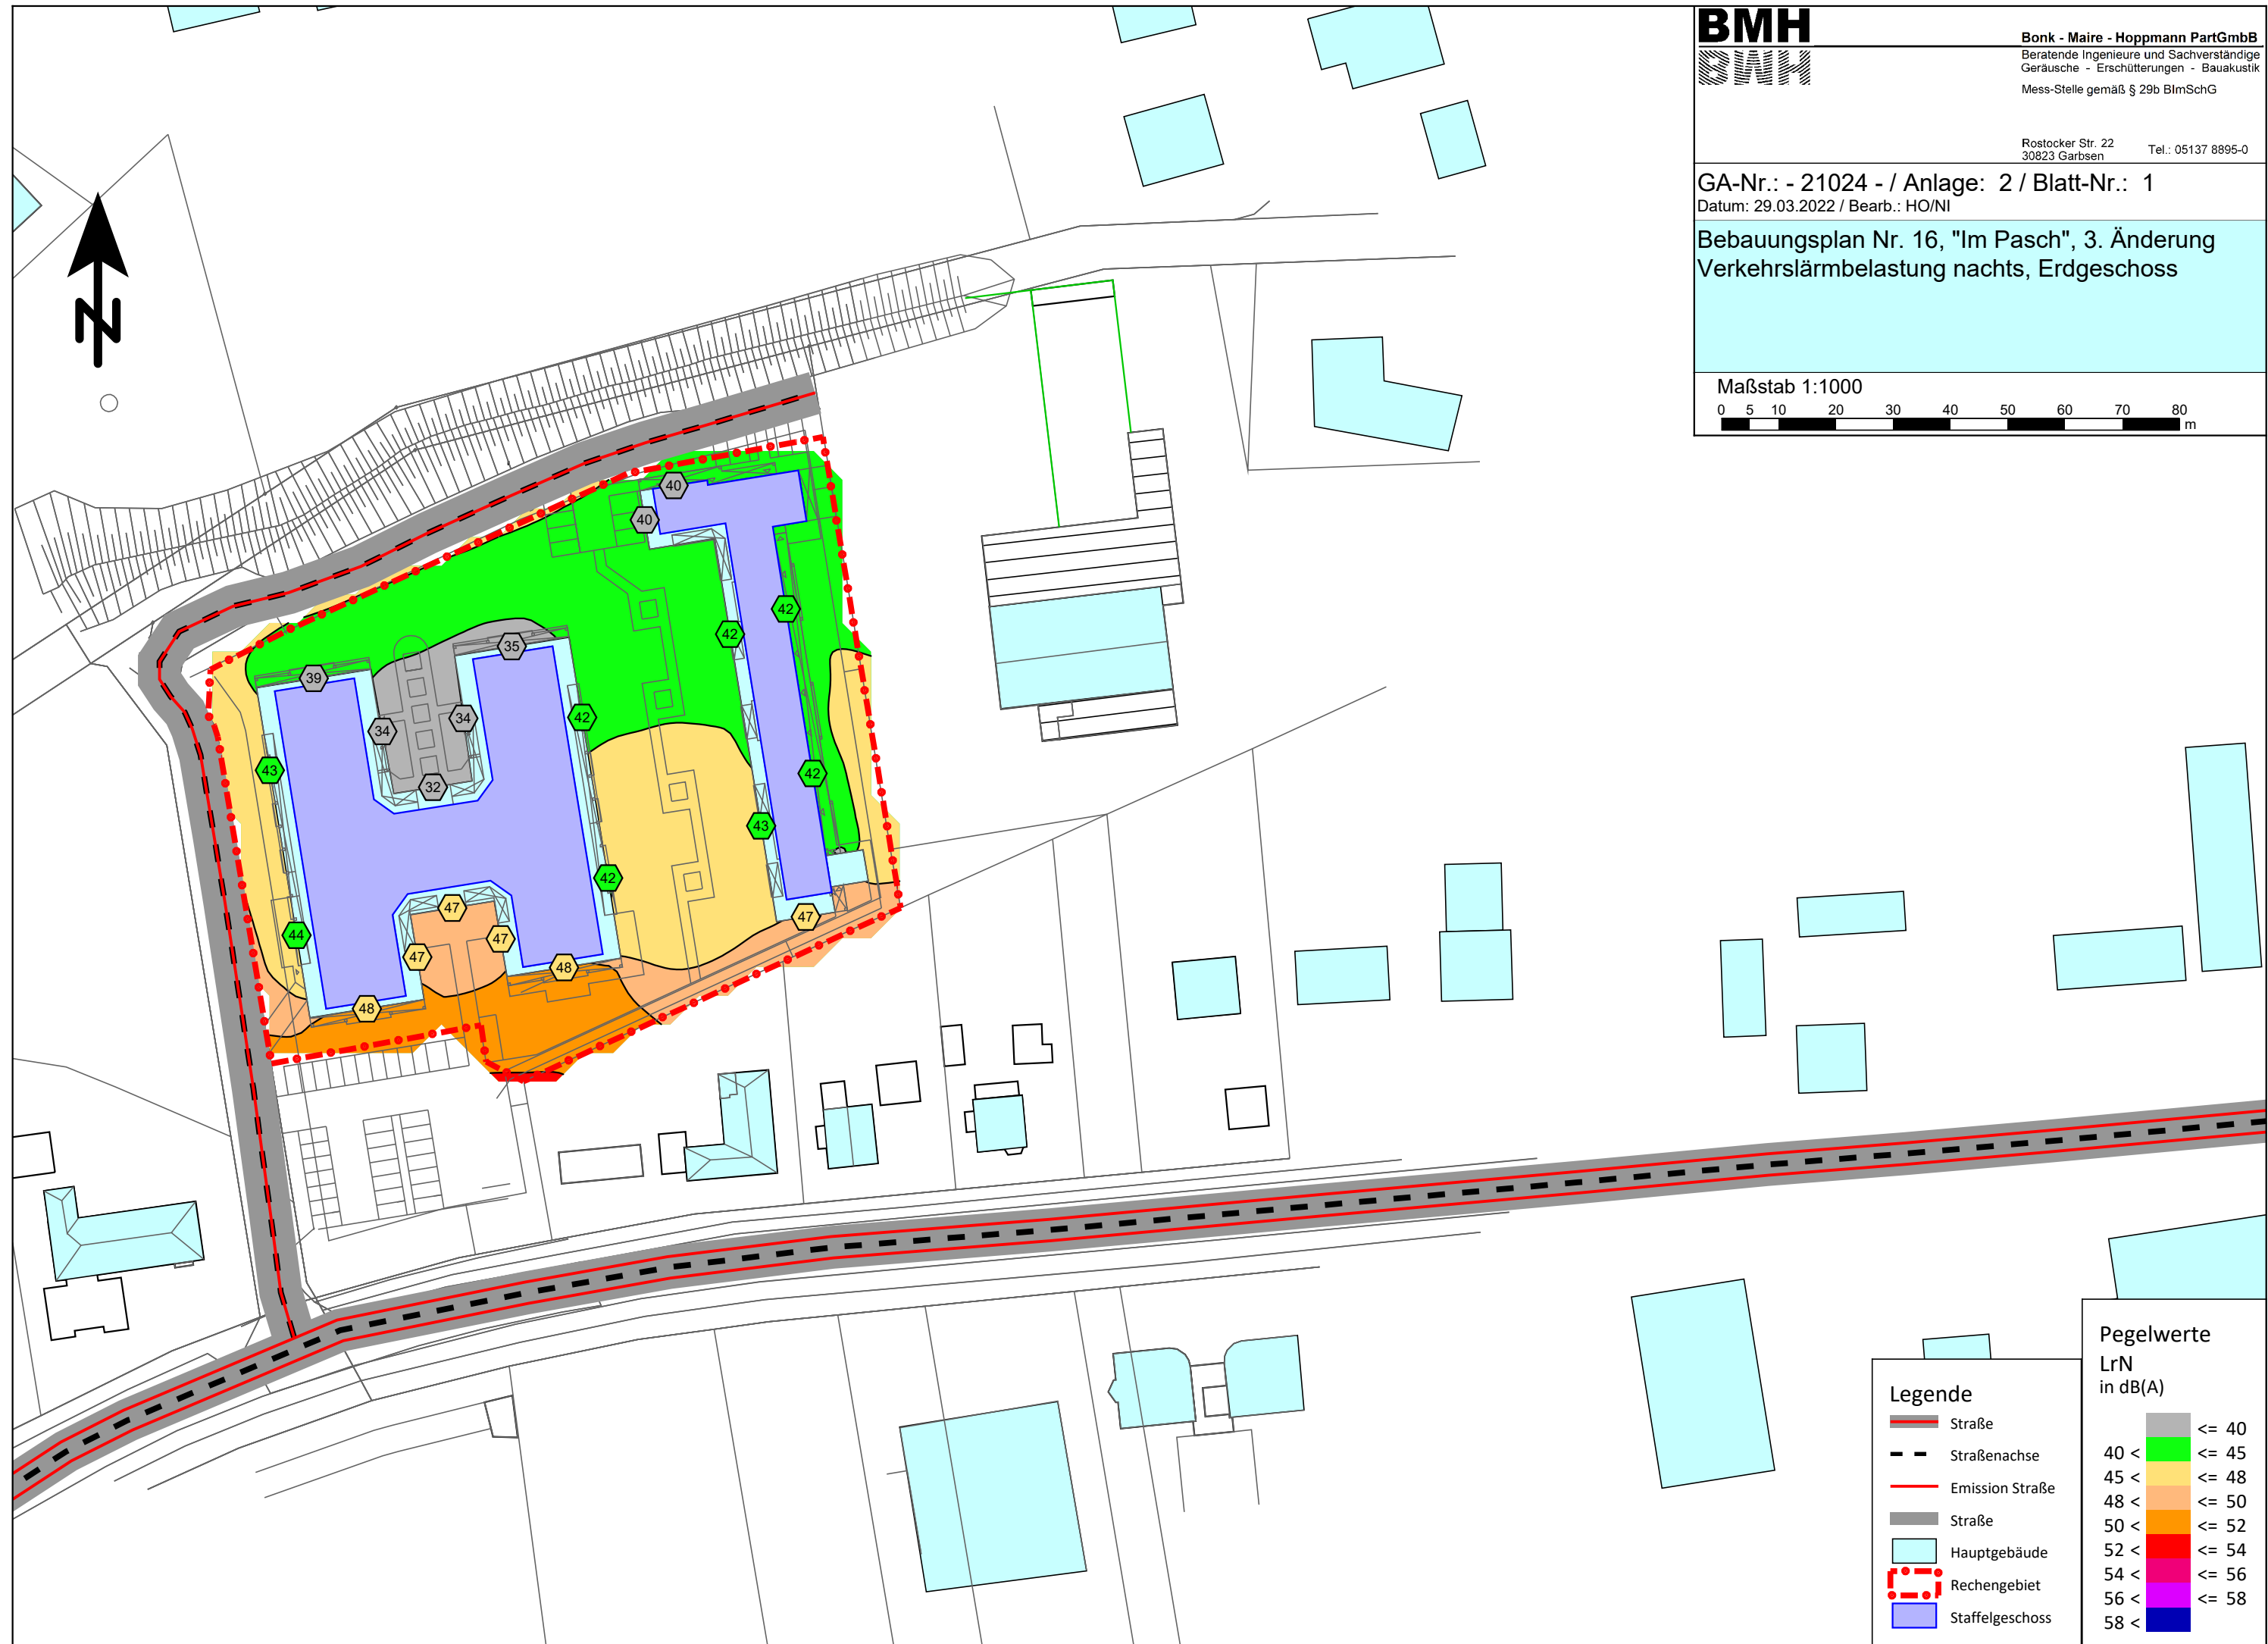 BMH
BMH
Bonk - Maire - Hoppmann PartGmbB
Beratende Ingenieure und Sachverständige
Geräusche - Erschütterungen - Bauakustik
Mess-Stelle gemäß § 29b BImSchG
Rostocker Str. 22
30823 Garbsen Tel.: 05137 8895-0
GA-Nr.: - 21024 - / Anlage: 2 / Blatt-Nr.: 1
Datum: 29.03.2022 / Bearb.: HO/NI
Bebauungsplan Nr. 16, "Im Pasch", 3. Änderung
Verkehrslärmbelastung nachts, Erdgeschoss
Maßstab 1:1000
0 5 10 20 30 40 50 60 70 80
m
N
40
40
42
42
35
39
34
34
42
43
42
32
43
42
47
47
44
47
47
48
48
Legende
Straße
Straßenachse
Emission Straße
Straße
Hauptgebäude
Rechengebiet
Staffelgeschoss
Pegelwerte
LrN
in dB(A)
<= 40
40 < <= 45
45 < <= 48
48 < <= 50
50 < <= 52
52 < <= 54
54 < <= 56
56 < <= 58
58 <